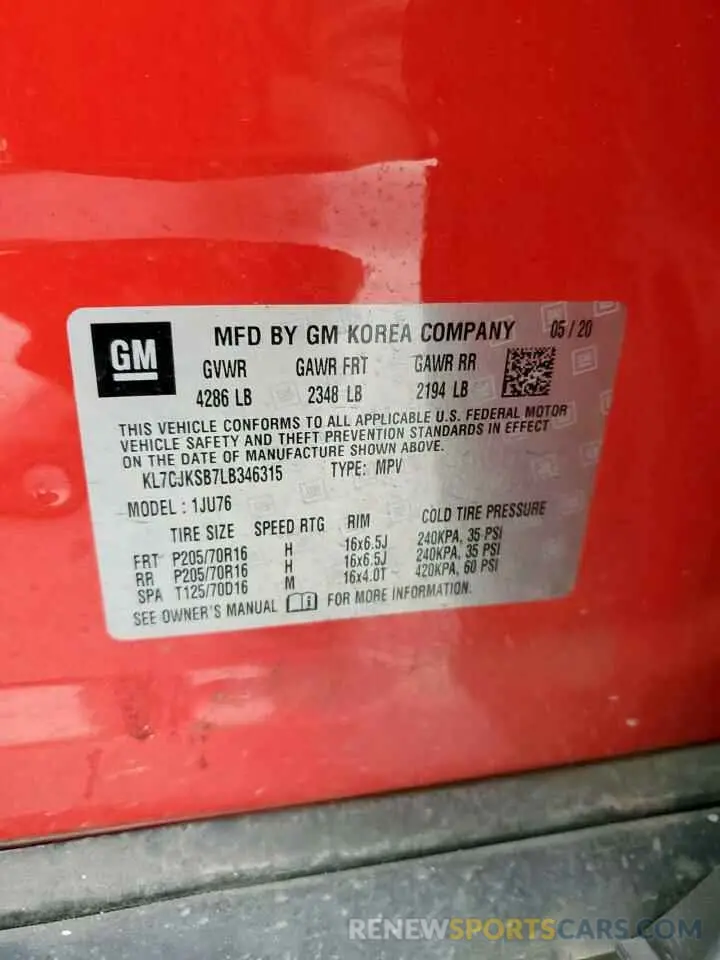 GM
MFD BY GM KOREA COMPANY 05/20
GVWR GAWR FRT GAWR RR
4286 LB 2348 LB 2194 LB
THIS VEHICLE CONFORMS TO ALL APPLICABLE U.S. FEDERAL MOTOR
VEHICLE SAFETY AND THEFT PREVENTION STANDARDS IN EFFECT
ON THE DATE OF MANUFACTURE SHOWN ABOVE.
KL7CJKSB7LB346315 TYPE: MPV
MODEL : 1JU76
TIRE SIZE SPEED RTG RIM COLD TIRE PRESSURE
FRT P205/70R16 H 16x6.5J 240KPA, 35 PSI
RR P205/70R16 H 16x6.5J 240KPA, 35 PSI
SPA T125/70D16 M 16x4.0T 420KPA, 60 PSI
SEE OWNER'S MANUAL FOR MORE INFORMATION.
RENEWSPORTSCARS.COM